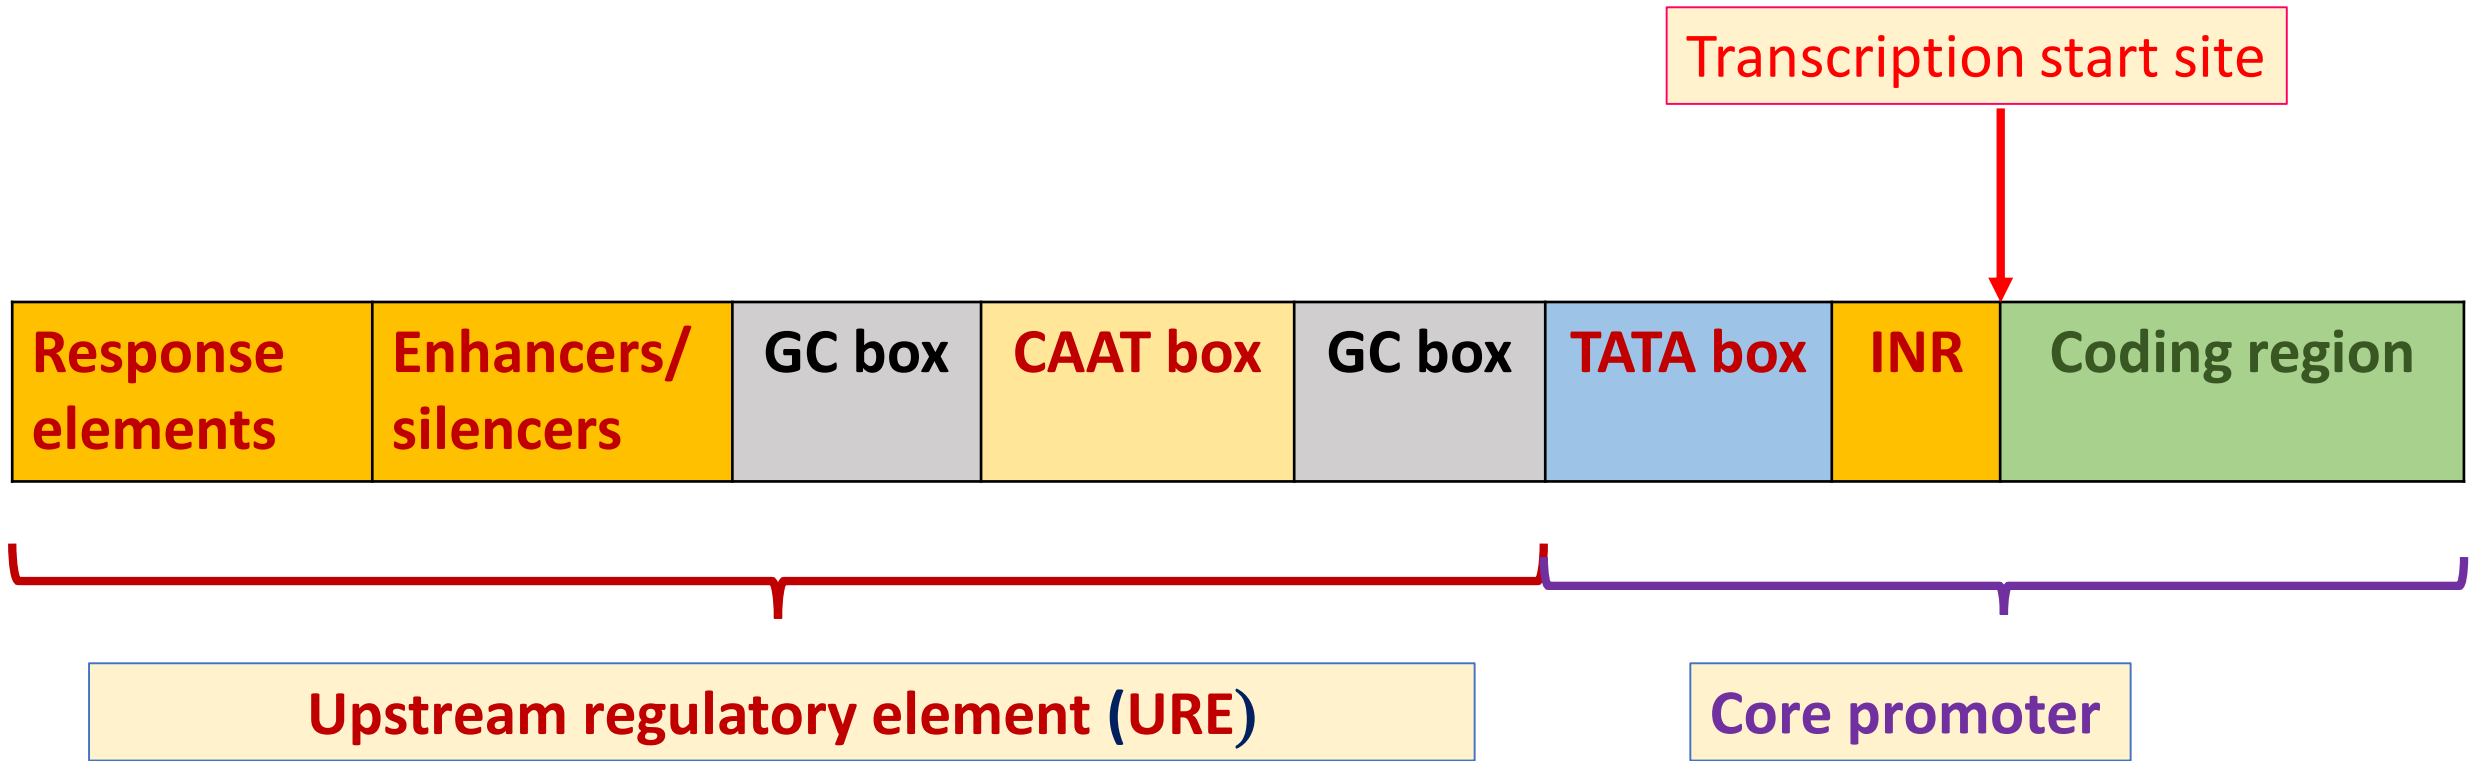 Transcription start site
Response
elements
Enhancers/
silencers
GC box
CAAT box
GC box
TATA box
INR
Coding region
Upstream regulatory element (URE)
Core promoter